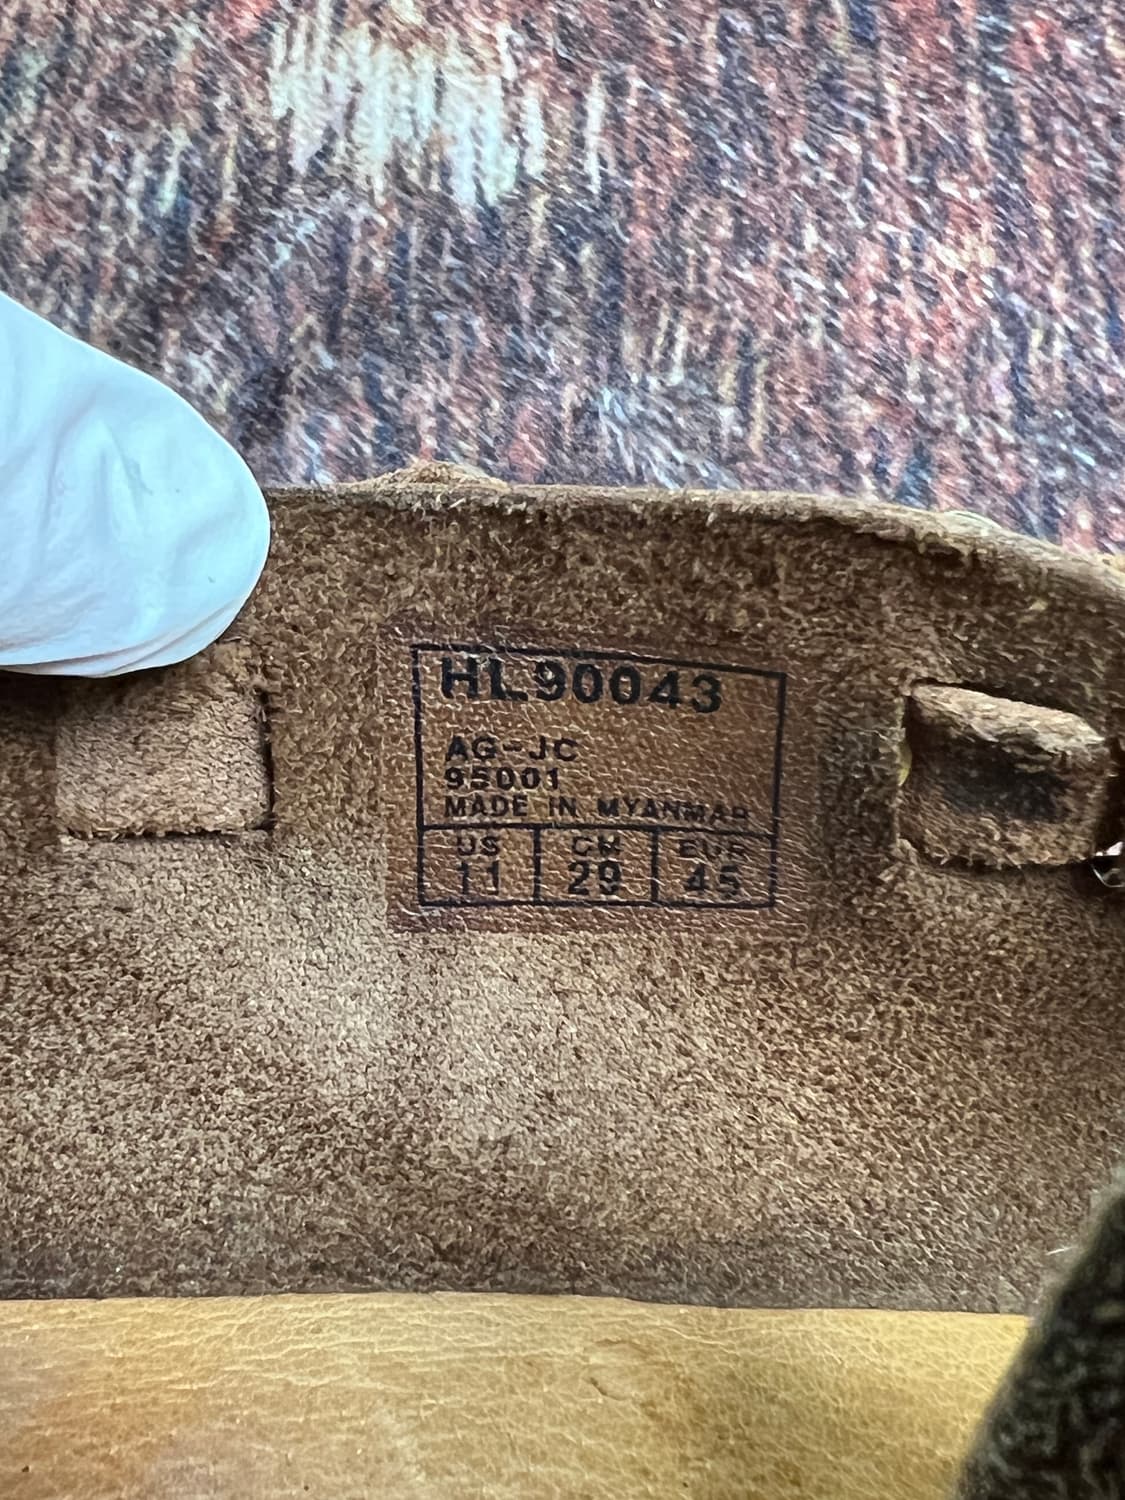 HL90043
AG-JC
95001
MADE IN MYANMAR
US CM EUR
11 29 45